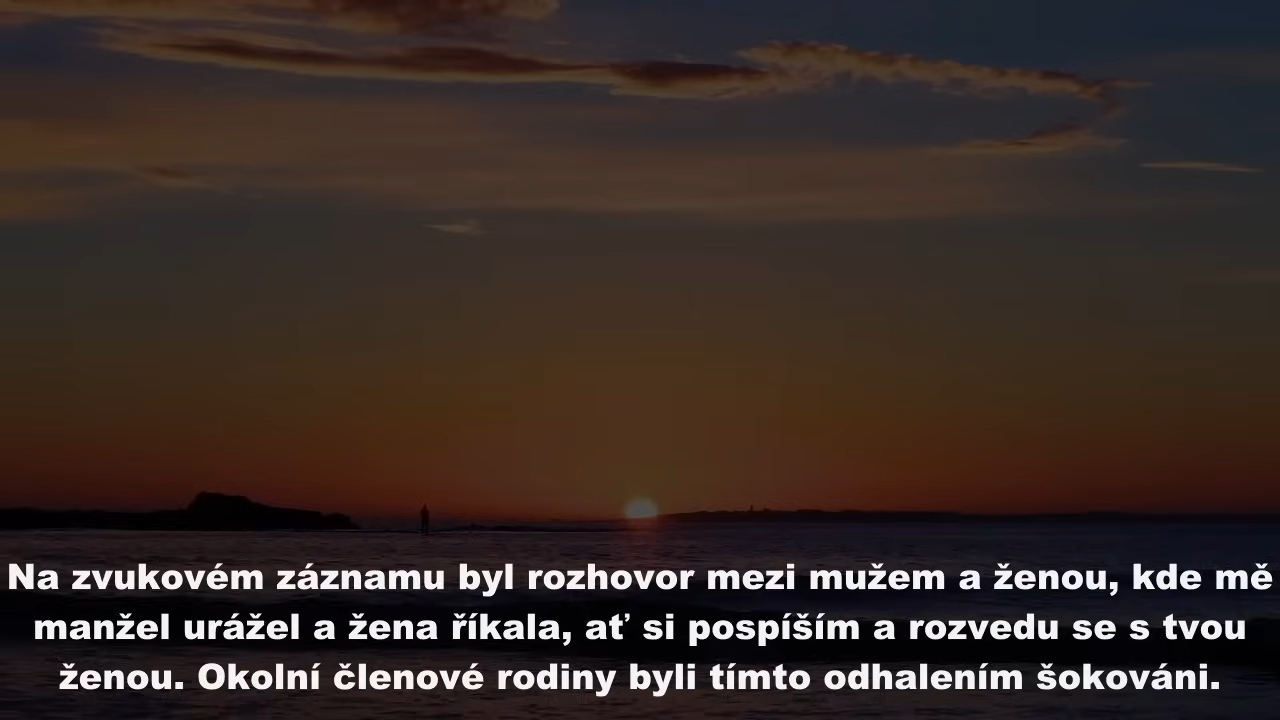 Na zvukovém záznamu byl rozhovor mezi mužem a ženou, kde mě
manžel urážel a žena říkala, ať si pospíším a rozvedu se s tvou
ženou. Okolní členové rodiny byli tímto odhalením šokováni.